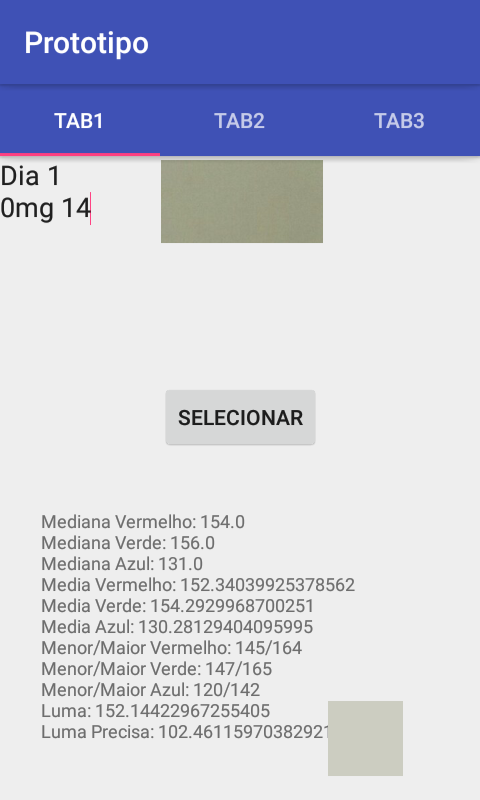 Prototipo
TAB1 TAB2 TAB3
Dia 1
0mg 14
SELECIONAR
Mediana Vermelho: 154.0
Mediana Verde: 156.0
Mediana Azul: 131.0
Media Vermelho: 152.34039925378562
Media Verde: 154.2929968700251
Media Azul: 130.28129404095995
Menor/Maior Vermelho: 145/164
Menor/Maior Verde: 147/165
Menor/Maior Azul: 120/142
Luma: 152.14422967255405
Luma Precisa: 102.46115970382921